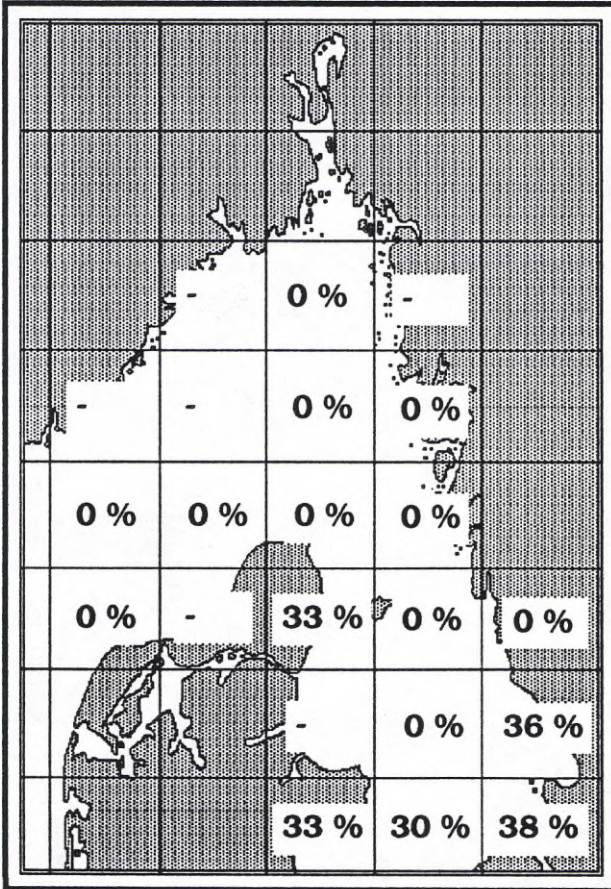 - 0 % -
- - 0 % 0 %
0 % 0 % 0 % 0 %
0 % - 33 % 0 % 0 %
- 0 % 36 %
33 % 30 % 38 %